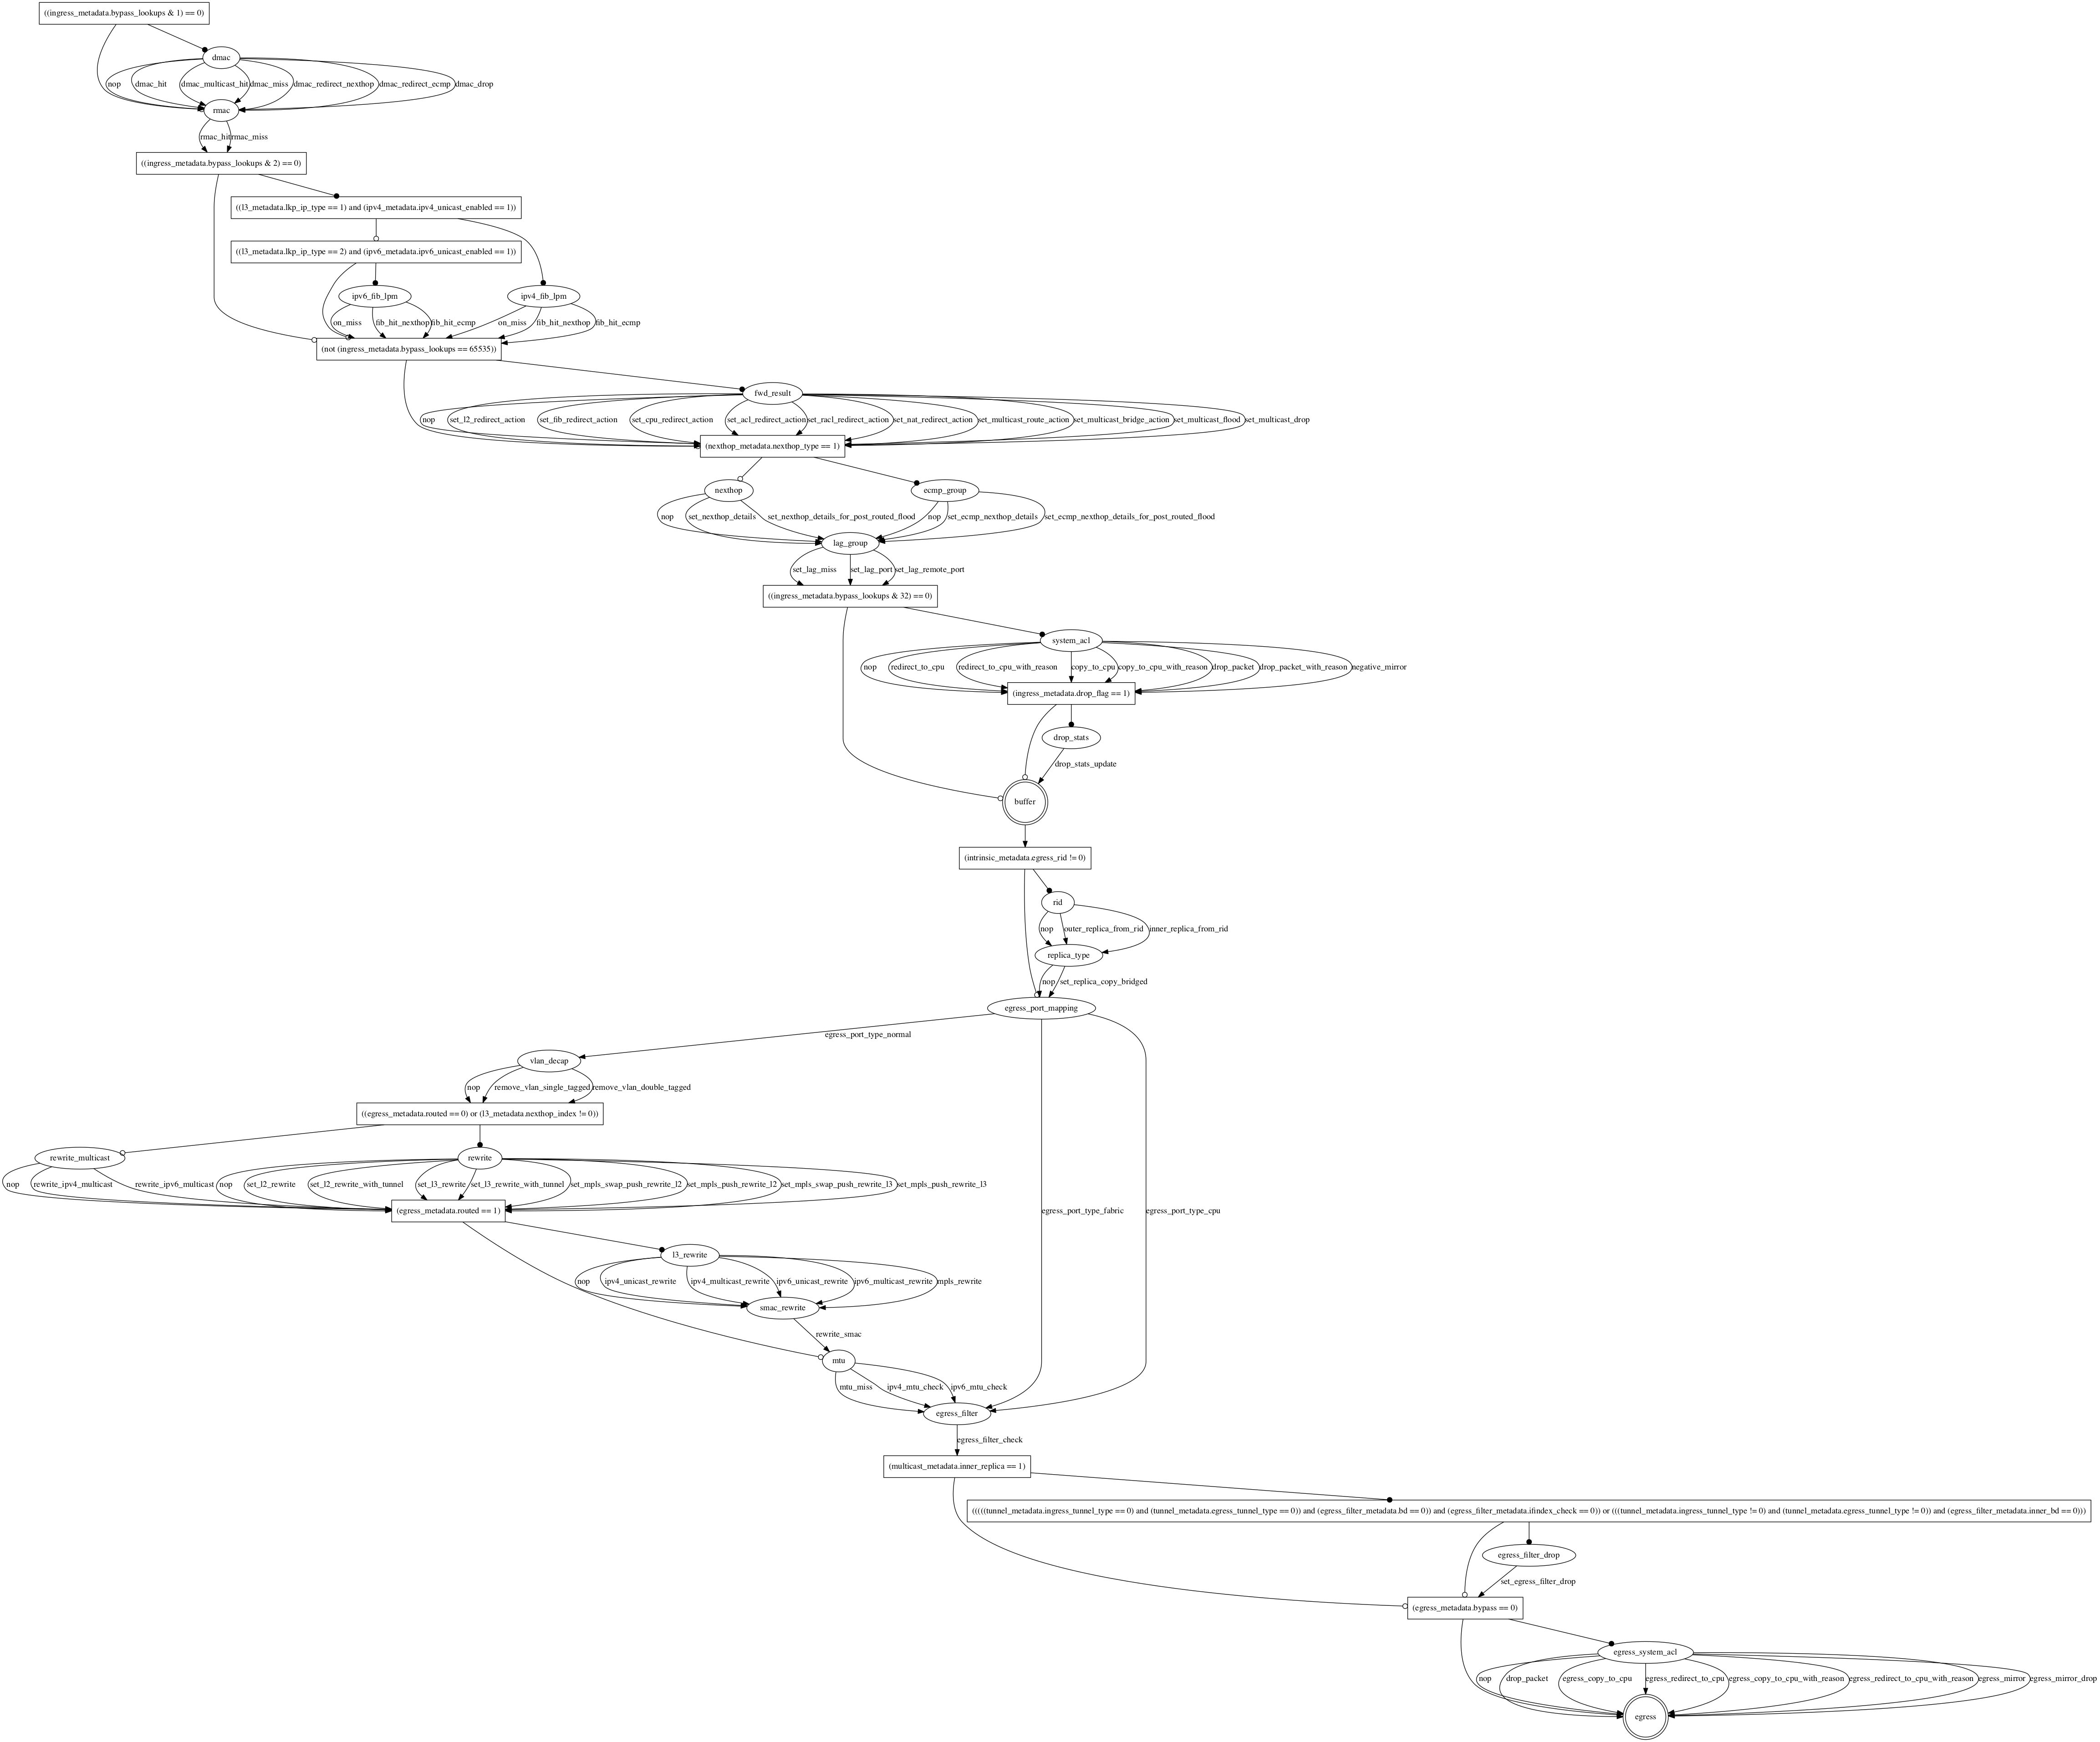 ((ingress_metadata.bypass_lookups & 1) == 0)
dmac
nop
dmac_hit
dmac_multicast_hit
dmac_miss
dmac_redirect_nexthop
dmac_redirect_ecmp
dmac_drop
rmac
rmac_hit
rmac_miss
((ingress_metadata.bypass_lookups & 2) == 0)
((l3_metadata.lkp_ip_type == 1) and (ipv4_metadata.ipv4_unicast_enabled == 1))
((l3_metadata.lkp_ip_type == 2) and (ipv6_metadata.ipv6_unicast_enabled == 1))
ipv6_fib_lpm
ipv4_fib_lpm
on_miss
fib_hit_nexthop
fib_hit_ecmp
on_miss
fib_hit_nexthop
fib_hit_ecmp
(not (ingress_metadata.bypass_lookups == 65535))
fwd_result
nop
set_l2_redirect_action
set_fib_redirect_action
set_cpu_redirect_action
set_acl_redirect_action
set_racl_redirect_action
set_nat_redirect_action
set_multicast_route_action
set_multicast_bridge_action
set_multicast_flood
set_multicast_drop
(nexthop_metadata.nexthop_type == 1)
nexthop
ecmp_group
nop
set_nexthop_details
set_nexthop_details_for_post_routed_flood
nop
set_ecmp_nexthop_details
set_ecmp_nexthop_details_for_post_routed_flood
lag_group
set_lag_miss
set_lag_port
set_lag_remote_port
((ingress_metadata.bypass_lookups & 32) == 0)
system_acl
nop
redirect_to_cpu
redirect_to_cpu_with_reason
copy_to_cpu
copy_to_cpu_with_reason
drop_packet
drop_packet_with_reason
negative_mirror
(ingress_metadata.drop_flag == 1)
drop_stats
drop_stats_update
buffer
(intrinsic_metadata.egress_rid != 0)
rid
nop
outer_replica_from_rid
inner_replica_from_rid
replica_type
nop
set_replica_copy_bridged
egress_port_mapping
egress_port_type_normal
vlan_decap
nop
remove_vlan_single_tagged
remove_vlan_double_tagged
((egress_metadata.routed == 0) or (l3_metadata.nexthop_index != 0))
rewrite_multicast
rewrite
nop
rewrite_ipv4_multicast
rewrite_ipv6_multicast
nop
set_l2_rewrite
set_l2_rewrite_with_tunnel
set_l3_rewrite
set_l3_rewrite_with_tunnel
set_mpls_swap_push_rewrite_l2
set_mpls_push_rewrite_l2
set_mpls_swap_push_rewrite_l3
set_mpls_push_rewrite_l3
(egress_metadata.routed == 1)
egress_port_type_fabric
egress_port_type_cpu
l3_rewrite
nop
ipv4_unicast_rewrite
ipv4_multicast_rewrite
ipv6_unicast_rewrite
ipv6_multicast_rewrite
mpls_rewrite
smac_rewrite
rewrite_smac
mtu
mtu_miss
ipv4_mtu_check
ipv6_mtu_check
egress_filter
egress_filter_check
(multicast_metadata.inner_replica == 1)
(((((tunnel_metadata.ingress_tunnel_type == 0) and (tunnel_metadata.egress_tunnel_type == 0)) and (egress_filter_metadata.bd == 0)) and (egress_filter_metadata.ifindex_check == 0)) or (((tunnel_metadata.ingress_tunnel_type != 0) and (tunnel_metadata.egress_tunnel_type != 0)) and (egress_filter_metadata.inner_bd == 0)))
egress_filter_drop
set_egress_filter_drop
(egress_metadata.bypass == 0)
egress_system_acl
nop
drop_packet
egress_copy_to_cpu
egress_redirect_to_cpu
egress_copy_to_cpu_with_reason
egress_redirect_to_cpu_with_reason
egress_mirror
egress_mirror_drop
egress